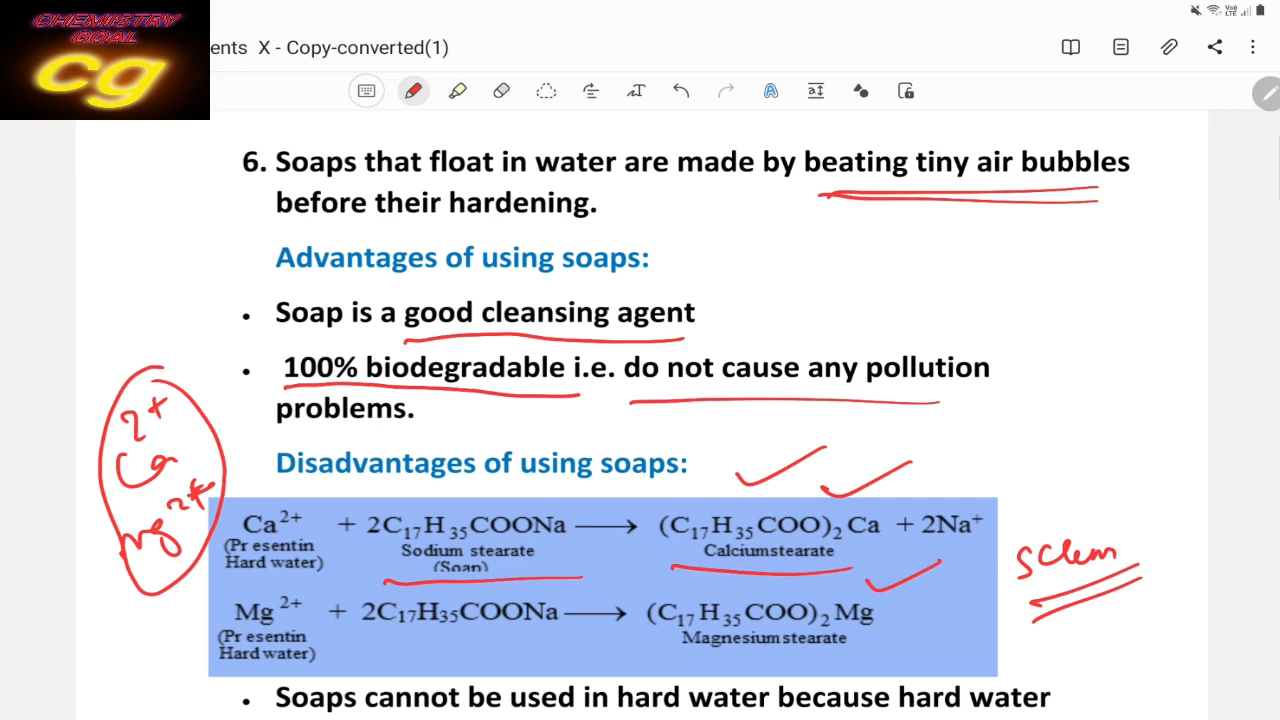 CHEMISTRY
GOAL
cg
Voo)
LTE
ents X - Copy-converted(1)
6. Soaps that float in water are made by beating tiny air bubbles
before their hardening.
Advantages of using soaps:
• Soap is a good cleansing agent
• 100% biodegradable i.e. do not cause any pollution
problems.
Disadvantages of using soaps:
Ca²⁺ + 2C₁₇H₃₅COONa ⟶ (C₁₇H₃₅COO)₂Ca + 2Na⁺
(Pr esentin Sodium stearate Calciumstearate
Hard water) (Soap)
Mg²⁺ + 2C₁₇H₃₅COONa ⟶ (C₁₇H₃₅COO)₂Mg
(Pr esentin Magnesium stearate
Hard water)
Ca²⁺
Mg²⁺
• Soaps cannot be used in hard water because hard water